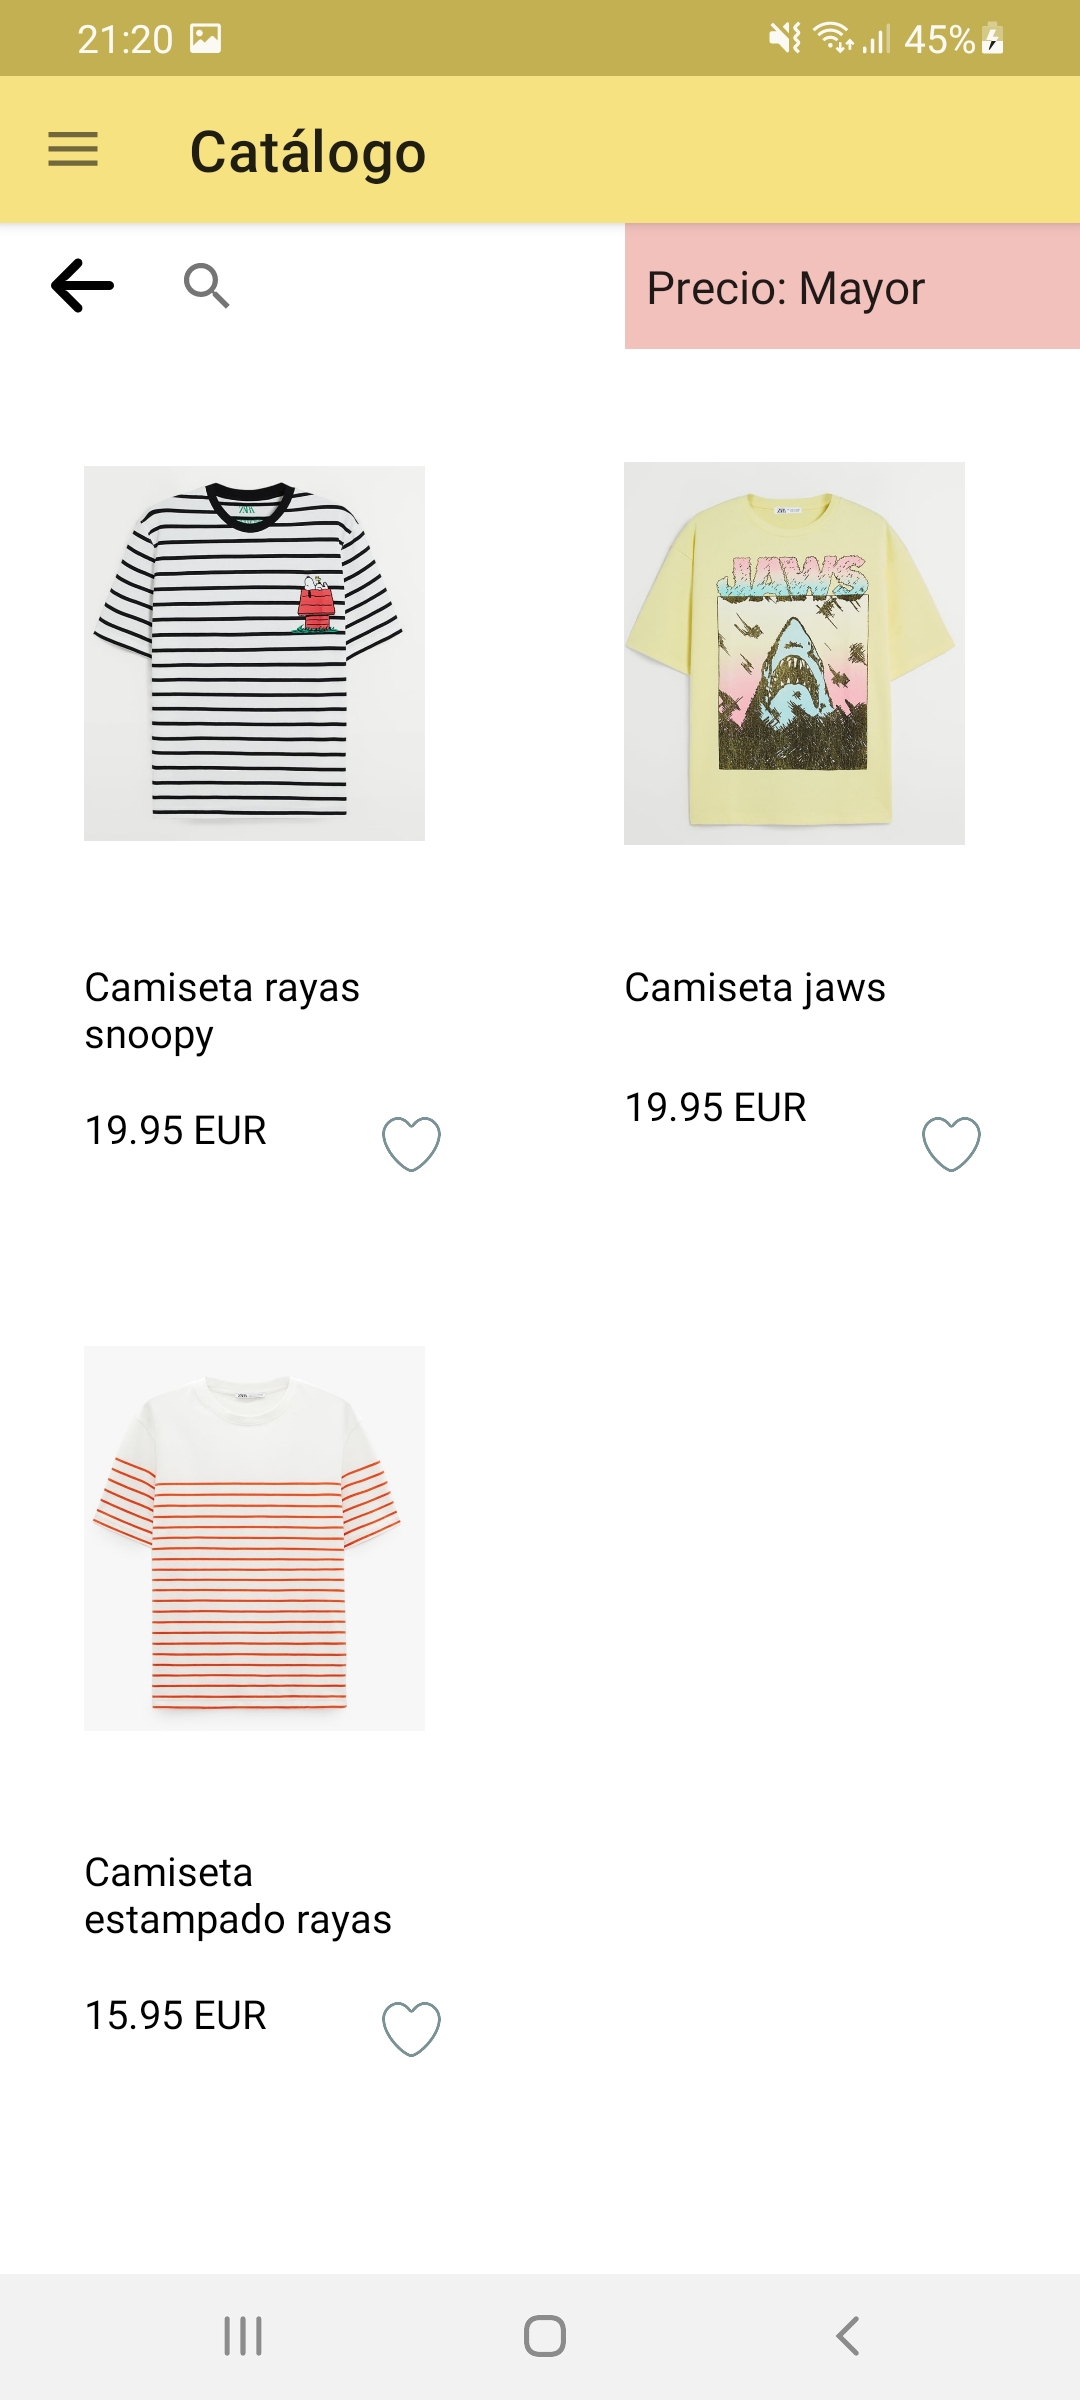 21:20
45%
Catálogo
Precio: Mayor
JAWS
Camiseta rayas
snoopy
Camiseta jaws
19.95 EUR
19.95 EUR
Camiseta
estampado rayas
15.95 EUR